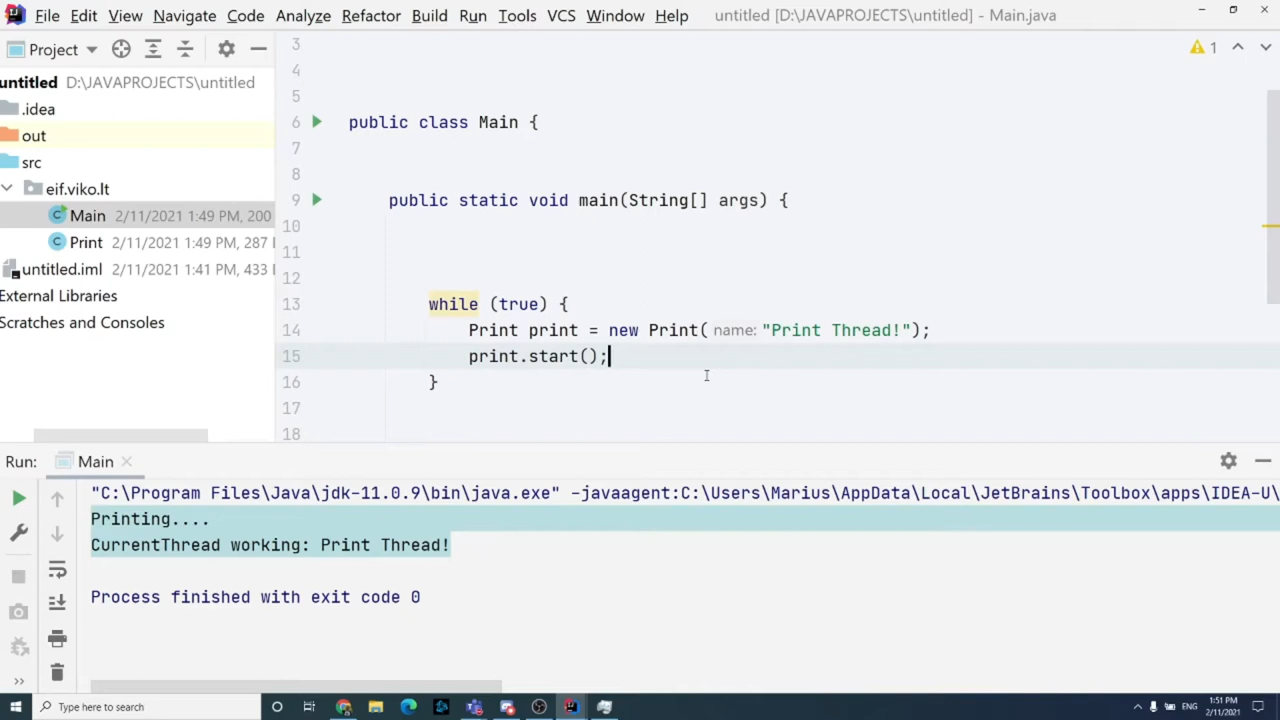 File Edit View Navigate Code Analyze Refactor Build Run Tools VCS Window Help untitled [D:\JAVAPROJECTS\untitled] - Main.java
Project
1
untitled D:\JAVAPROJECTS\untitled
.idea
out
src
eif.viko.lt
Main 2/11/2021 1:49 PM, 200
Print 2/11/2021 1:49 PM, 287
untitled.iml 2/11/2021 1:41 PM, 433
External Libraries
Scratches and Consoles
3
4
5
6 public class Main {
7
8
9 public static void main(String[] args) {
10
11
12
13 while (true) {
14 Print print = new Print( name: "Print Thread!");
15 print.start();
16 }
17
18
Run: Main
"C:\Program Files\Java\jdk-11.0.9\bin\java.exe" -javaagent:C:\Users\Marius\AppData\Local\JetBrains\Toolbox\apps\IDEA-U\
Printing....
CurrentThread working: Print Thread!
Process finished with exit code 0
Type here to search
ENG
1:51 PM
2/11/2021